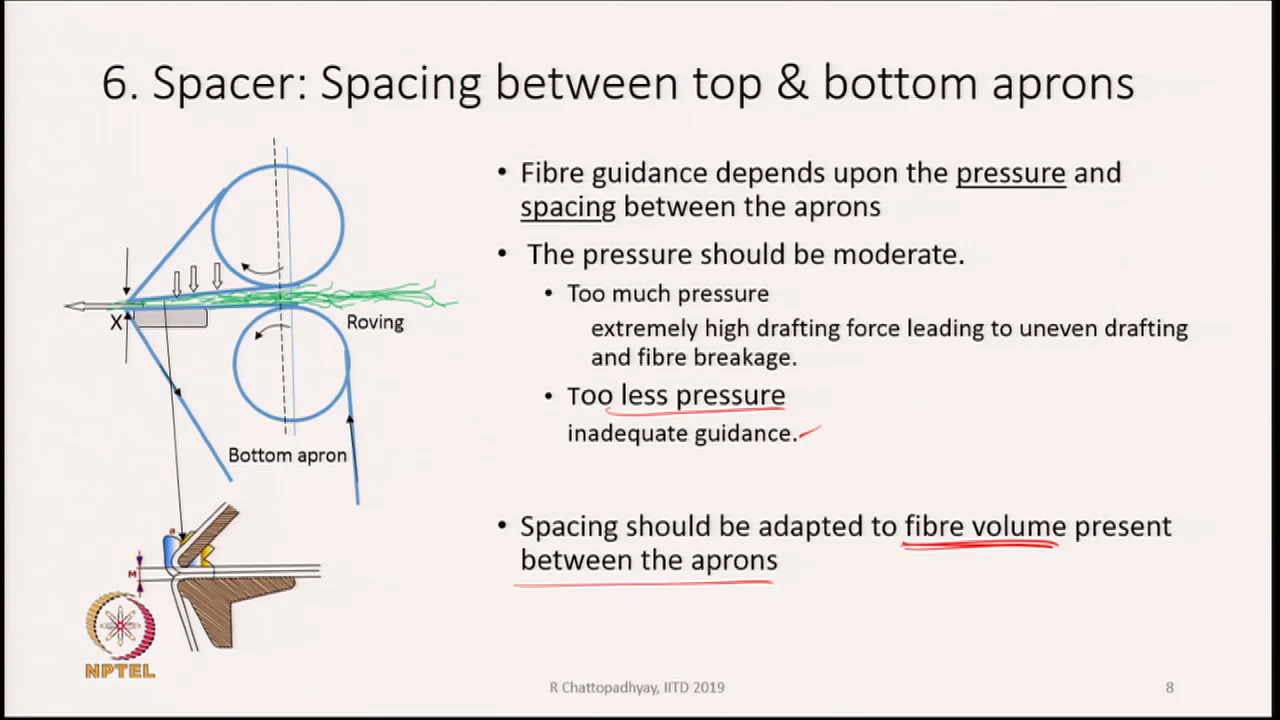 6. Spacer: Spacing between top & bottom aprons
• Fibre guidance depends upon the pressure and
spacing between the aprons
• The pressure should be moderate.
• Too much pressure
extremely high drafting force leading to uneven drafting
and fibre breakage.
• Too less pressure
inadequate guidance.
• Spacing should be adapted to fibre volume present
between the aprons
X
Roving
Bottom apron
M
NPTEL
R Chattopadhyay, IITD 2019
8